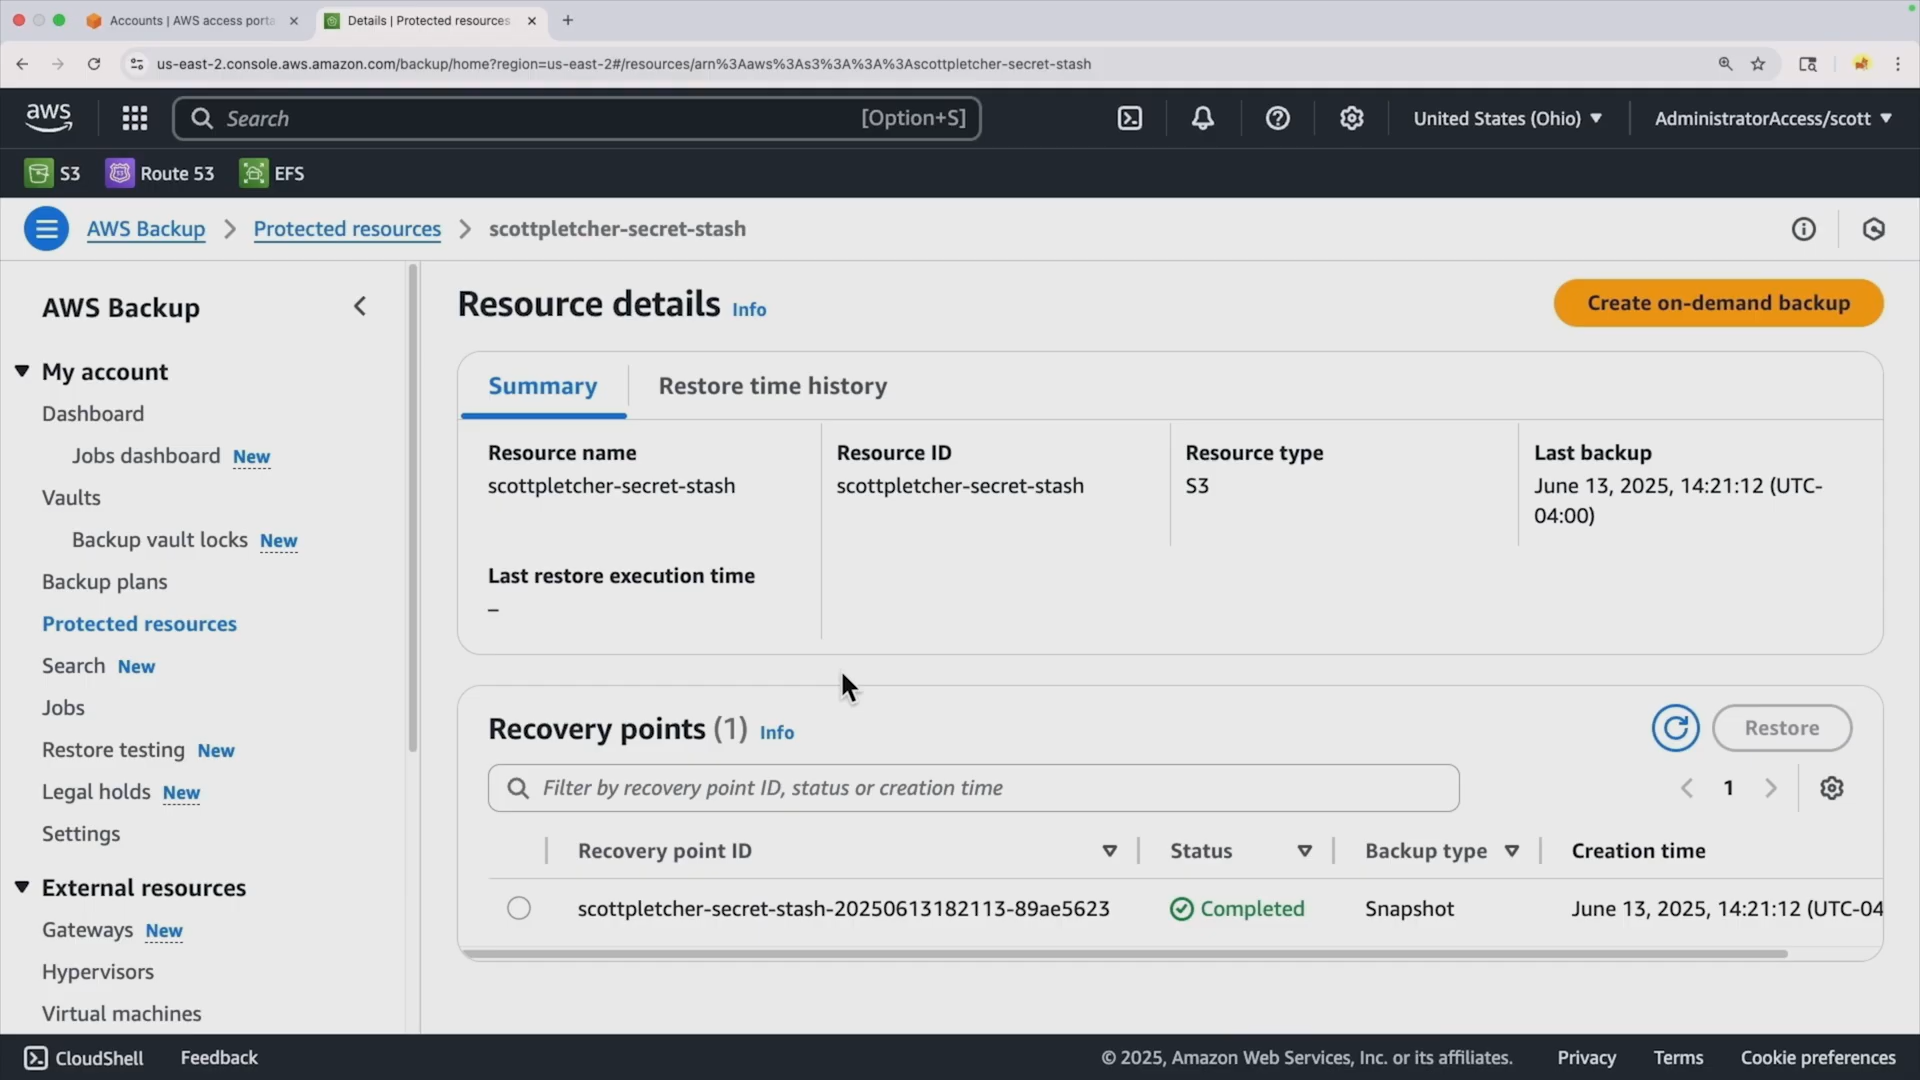 Accounts | AWS access porta
Details | Protected resources
us-east-2.console.aws.amazon.com/backup/home?region=us-east-2#/resources/arn%3Aaws%3As3%3A%3A%3Ascottpletcher-secret-stash
aws
Search
[Option+S]
United States (Ohio)
AdministratorAccess/scott
S3
Route 53
EFS
AWS Backup
Protected resources
scottpletcher-secret-stash
AWS Backup
My account
Dashboard
Jobs dashboard New
Vaults
Backup vault locks New
Backup plans
Protected resources
Search New
Jobs
Restore testing New
Legal holds New
Settings
External resources
Gateways New
Hypervisors
Virtual machines
Resource details Info
Create on-demand backup
Summary
Restore time history
Resource name
scottpletcher-secret-stash
Resource ID
scottpletcher-secret-stash
Resource type
S3
Last backup
June 13, 2025, 14:21:12 (UTC-
04:00)
Last restore execution time
–
Recovery points (1) Info
Restore
Filter by recovery point ID, status or creation time
1
Recovery point ID
Status
Backup type
Creation time
scottpletcher-secret-stash-20250613182113-89ae5623
Completed
Snapshot
June 13, 2025, 14:21:12 (UTC-04
CloudShell
Feedback
© 2025, Amazon Web Services, Inc. or its affiliates.
Privacy
Terms
Cookie preferences